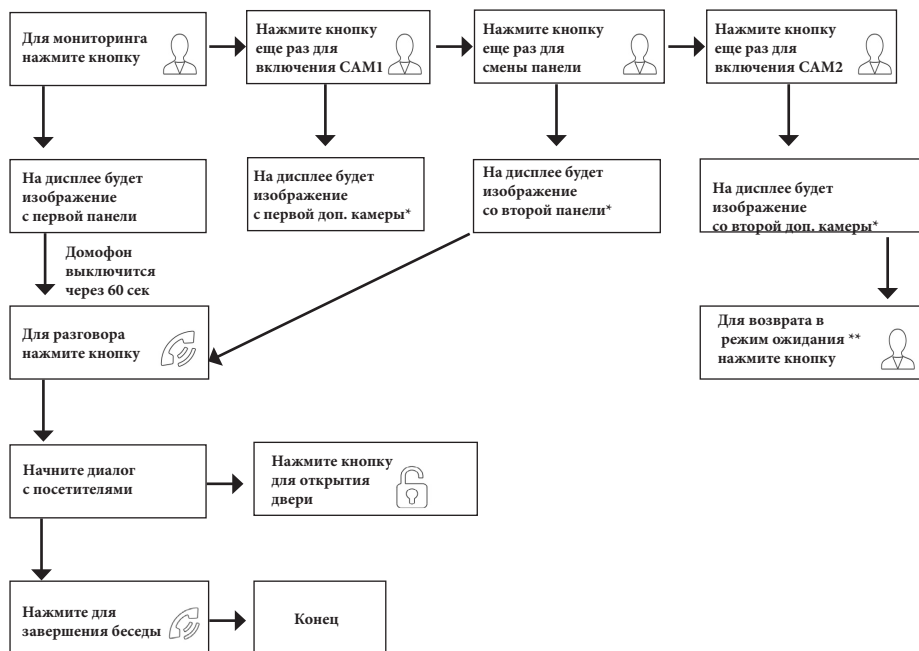 Для мониторинга
нажмите кнопку
Нажмите кнопку
еще раз для
включения CAM1
Нажмите кнопку
еще раз для
смены панели
Нажмите кнопку
еще раз для
включения CAM2
На дисплее будет
изображение
с первой панели
На дисплее будет
изображение
с первой доп. камеры*
На дисплее будет
изображение
со второй панели*
На дисплее будет
изображение
со второй доп. камеры*
Домофон
выключится
через 60 сек
Для разговора
нажмите кнопку
Для возврата в
режим ожидания **
нажмите кнопку
Начните диалог
с посетителями
Нажмите кнопку
для открытия
двери
Нажмите для
завершения беседы
Конец